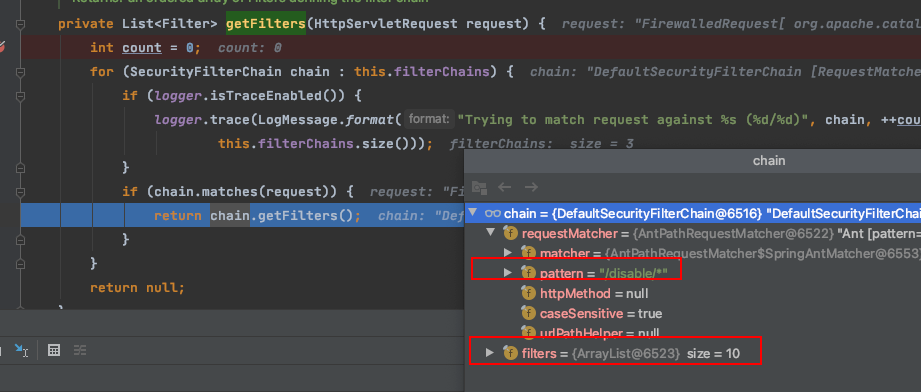 private List<Filter> getFilters(HttpServletRequest request) { request: "FirewalledRequest[ org.apache.catal
int count = 0; count: 0
for (SecurityFilterChain chain : this.filterChains) { chain: "DefaultSecurityFilterChain [RequestMatche
if (logger.isTraceEnabled()) {
logger.trace(LogMessage.format( format: "Trying to match request against %s (%d/%d)", chain, ++cou
this.filterChains.size())); filterChains: size = 3
}
if (chain.matches(request)) { request: "Fi
return chain.getFilters(); chain: "Def
}
}
return null;
chain
chain = {DefaultSecurityFilterChain@6516} "DefaultSecurityFilterChai
requestMatcher = {AntPathRequestMatcher@6522} "Ant [pattern=
matcher = {AntPathRequestMatcher$SpringAntMatcher@6553}
pattern = "/disable/*"
httpMethod = null
caseSensitive = true
urlPathHelper = null
filters = {ArrayList@6523} size = 10